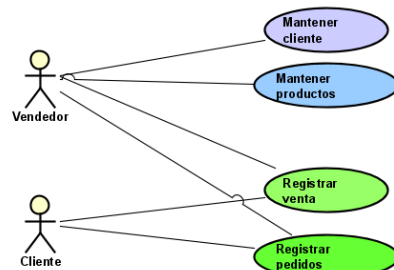 Mantener
cliente
Mantener
productos
Vendedor
Registrar
venta
Cliente
Registrar
pedidos